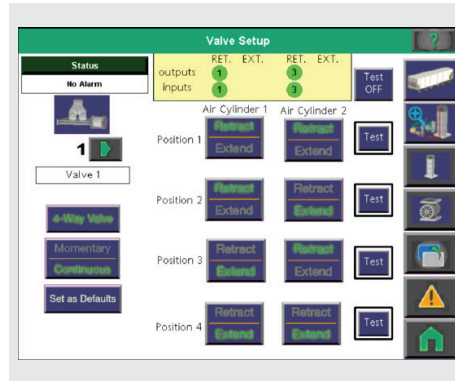 Valve Setup
?
Status
No Alarm
RET. EXT. RET. EXT.
outputs 1 3
inputs 1 3
Test
OFF
Air Cylinder 1 Air Cylinder 2
1
Valve 1
4-Way Valve
Momentary
Continuous
Set as Defaults
Position 1
Retract
Extend
Retract
Extend
Test
Position 2
Retract
Extend
Retract
Extend
Test
Position 3
Retract
Extend
Retract
Extend
Test
Position 4
Retract
Extend
Retract
Extend
Test